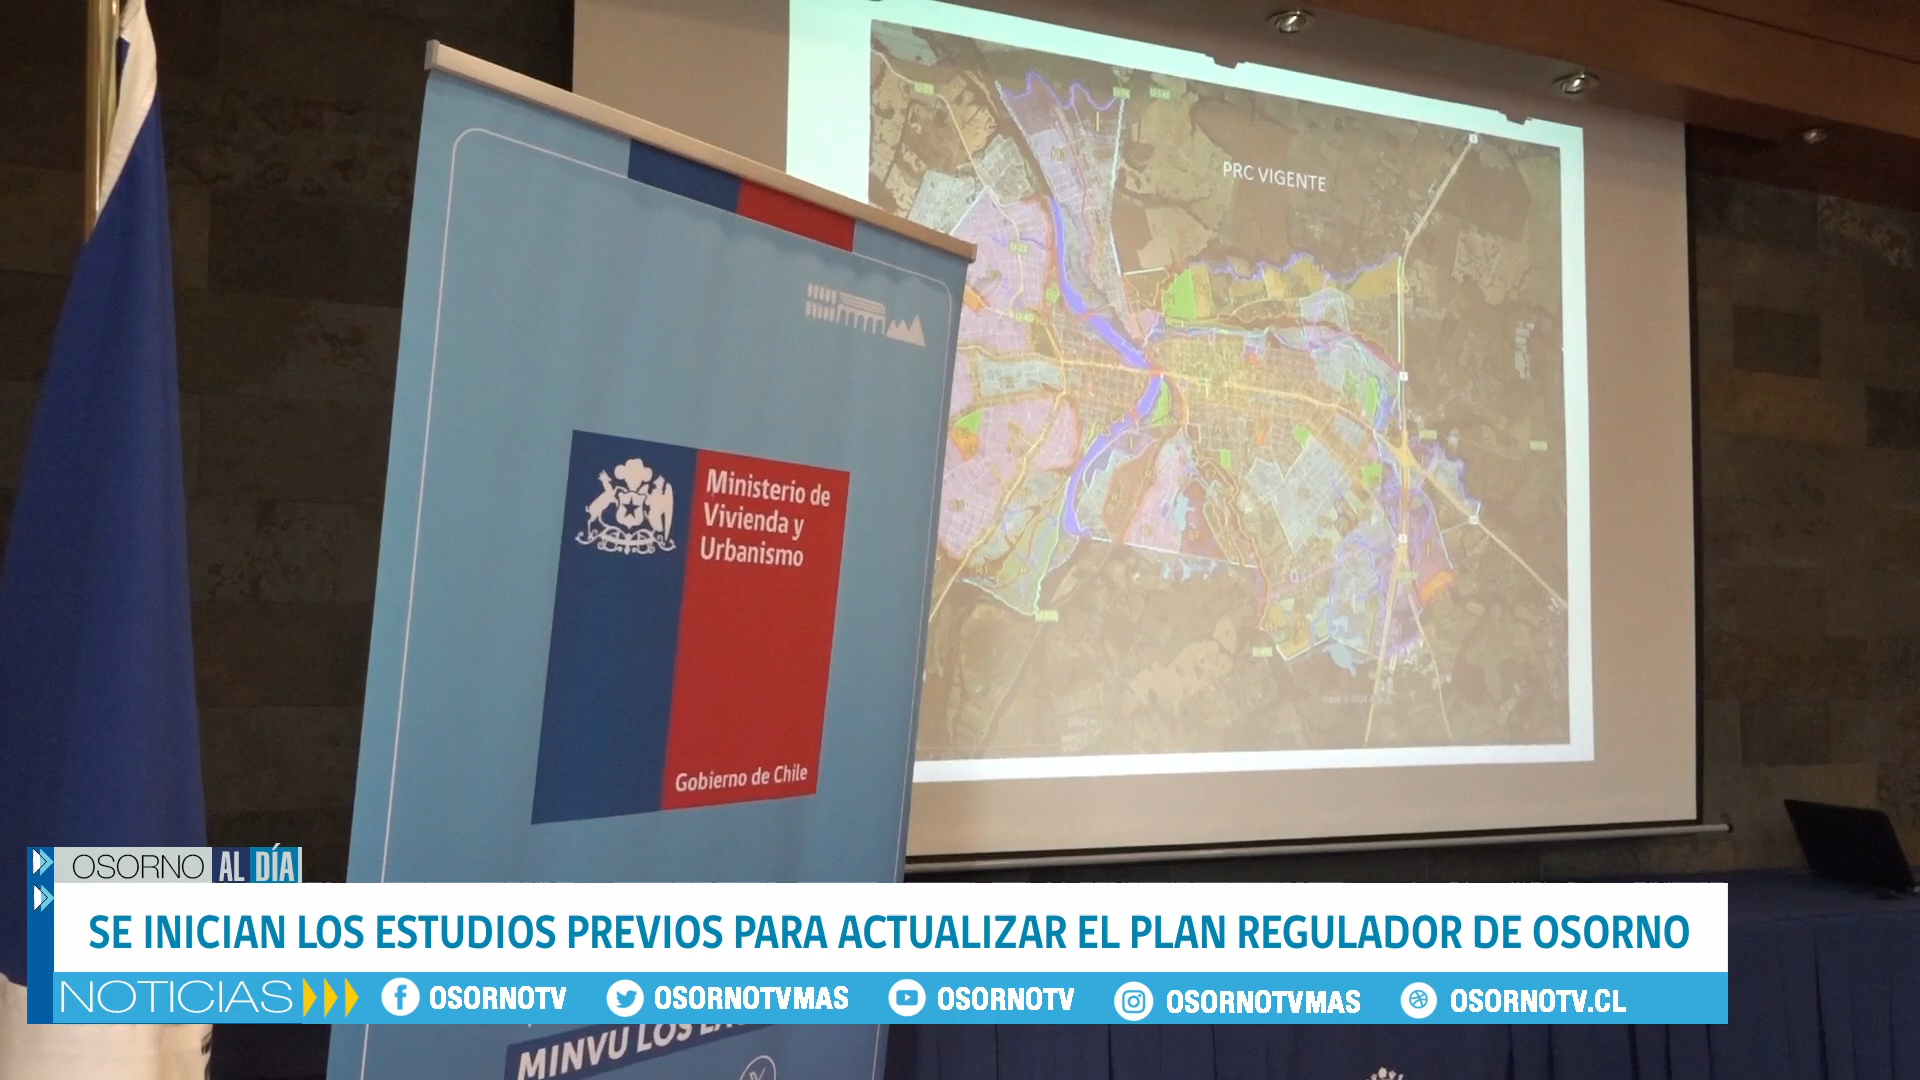 PRC VIGENTE
Ministerio de
Vivienda y
Urbanismo
Gobierno de Chile
OSORNO AL DÍA
SE INICIAN LOS ESTUDIOS PREVIOS PARA ACTUALIZAR EL PLAN REGULADOR DE OSORNO
NOTICIAS OSORNOTV OSORNOTVMAS OSORNOTV OSORNOTVMAS OSORNOTV.CL
MINVU LOS